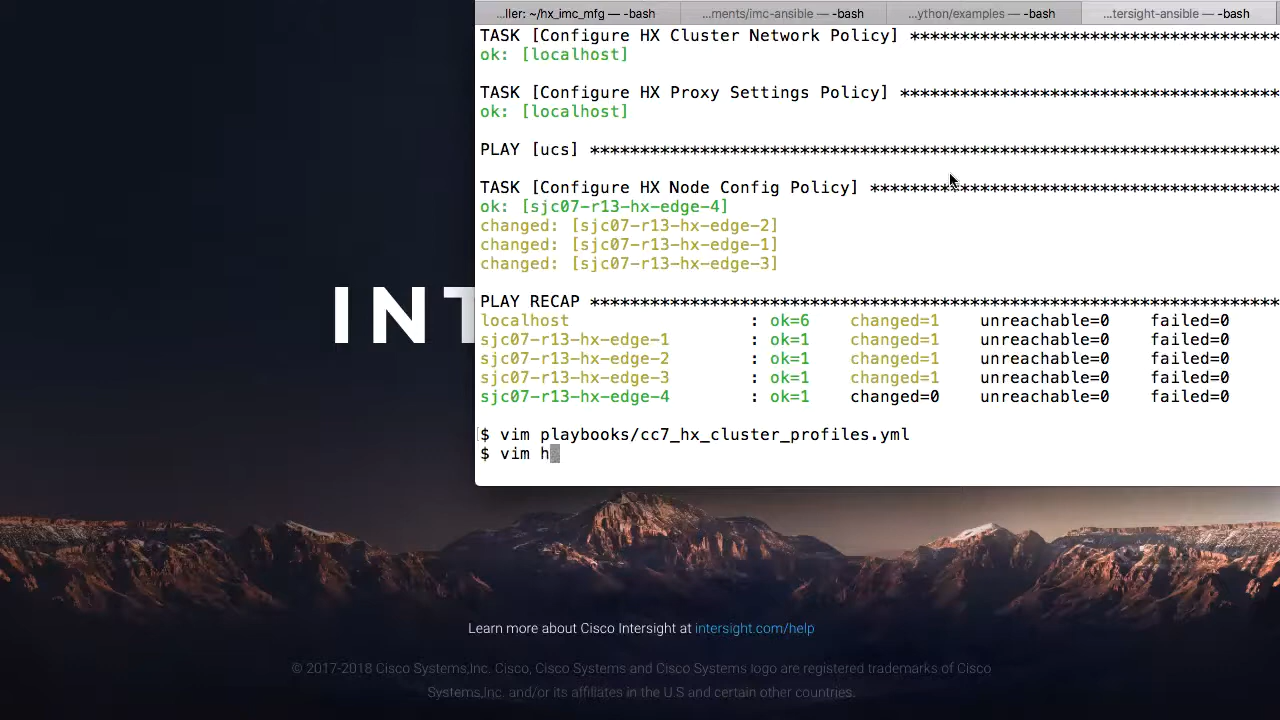 ...ller: ~/hx_imc_mfg — -bash
...ments/imc-ansible — -bash
...ython/examples — -bash
...tersight-ansible — -bash
TASK [Configure HX Cluster Network Policy] *************************************
ok: [localhost]
TASK [Configure HX Proxy Settings Policy] **************************************
ok: [localhost]
PLAY [ucs] *********************************************************************
TASK [Configure HX Node Config Policy] *****************************************
ok: [sjc07-r13-hx-edge-4]
changed: [sjc07-r13-hx-edge-2]
changed: [sjc07-r13-hx-edge-1]
changed: [sjc07-r13-hx-edge-3]
PLAY RECAP *********************************************************************
localhost : ok=6 changed=1 unreachable=0 failed=0
sjc07-r13-hx-edge-1 : ok=1 changed=1 unreachable=0 failed=0
sjc07-r13-hx-edge-2 : ok=1 changed=1 unreachable=0 failed=0
sjc07-r13-hx-edge-3 : ok=1 changed=1 unreachable=0 failed=0
sjc07-r13-hx-edge-4 : ok=1 changed=0 unreachable=0 failed=0
$ vim playbooks/cc7_hx_cluster_profiles.yml
$ vim h
INT
Learn more about Cisco Intersight at intersight.com/help
© 2017-2018 Cisco Systems,Inc. Cisco, Cisco Systems and Cisco Systems logo are registered trademarks of Cisco
Systems,Inc. and/or its affiliates in the U.S and certain other countries.